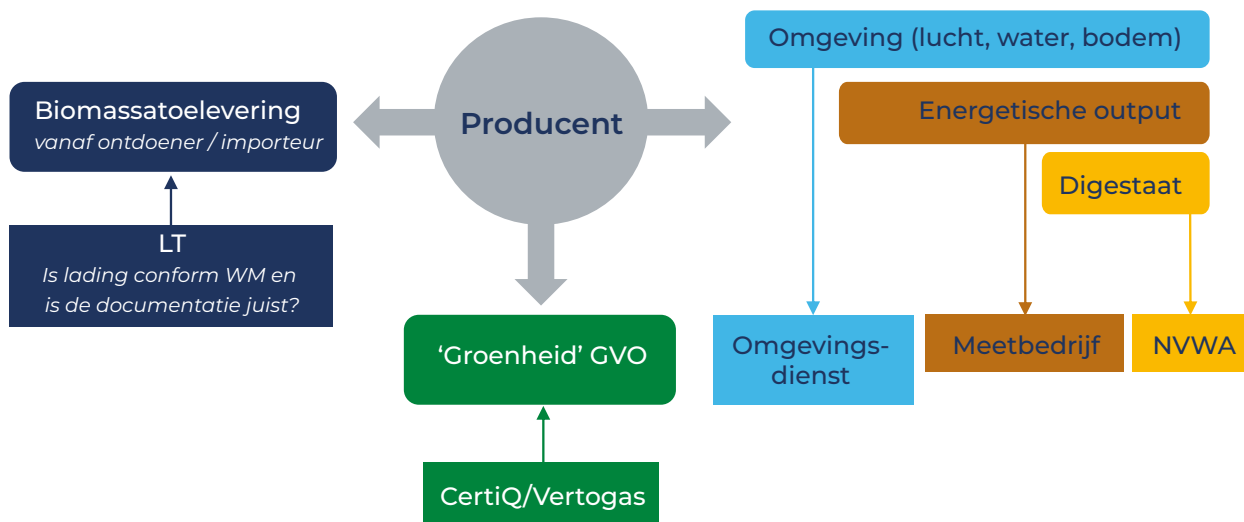 Biomassatoelevering
vanaf ontdoener / importeur
LT
Is lading conform WM en
is de documentatie juist?
Producent
‘Groenheid’ GVO
CertiQ/Vertogas
Omgeving (lucht, water, bodem)
Energetische output
Digestaat
Omgevings-
dienst
Meetbedrijf
NVWA